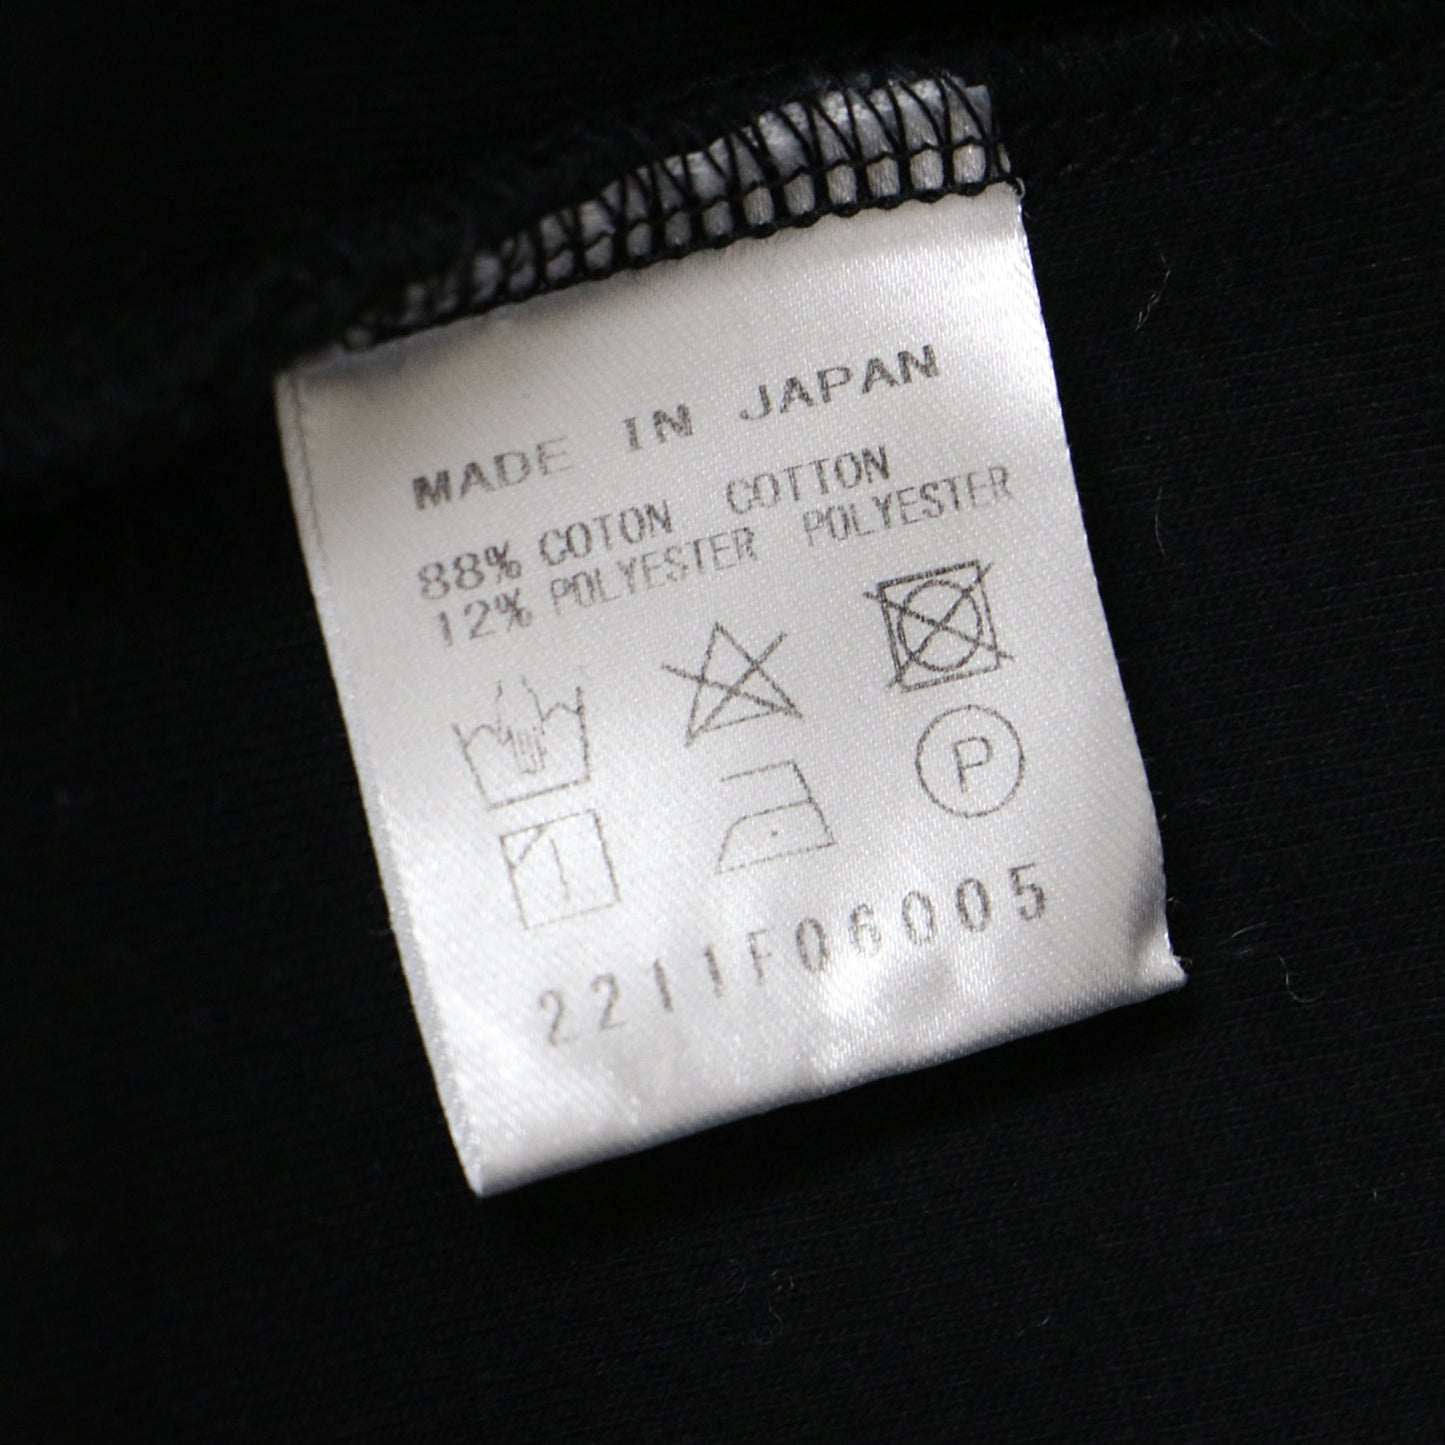 MADE IN JAPAN
88% COTON COTTON
12% POLYESTER POLYESTER
P
2211F06005